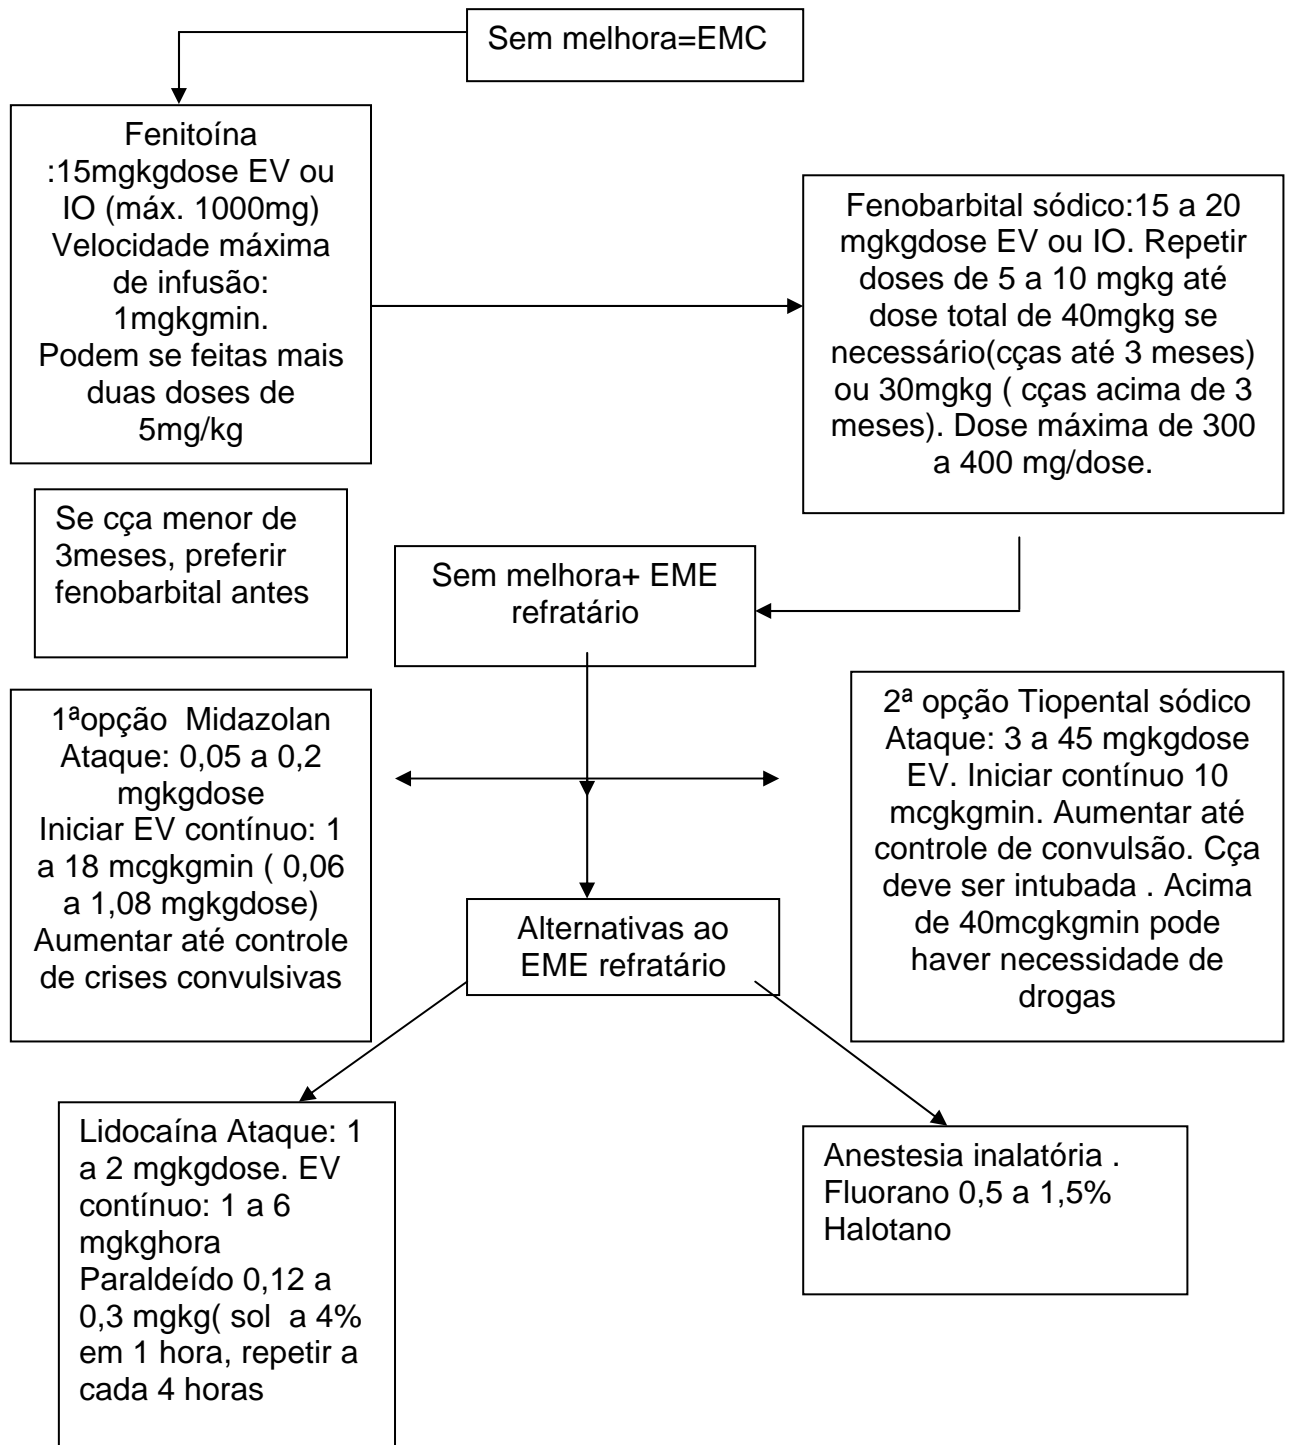 Sem melhora=EMC
Fenitoína
:15mgkgdose EV ou
IO (máx. 1000mg)
Velocidade máxima
de infusão:
1mgkgmin.
Podem se feitas mais
duas doses de
5mg/kg
Fenobarbital sódico:15 a 20
mgkgdose EV ou IO. Repetir
doses de 5 a 10 mgkg até
dose total de 40mgkg se
necessário(cças até 3 meses)
ou 30mgkg ( cças acima de 3
meses). Dose máxima de 300
a 400 mg/dose.
Se cça menor de
3meses, preferir
fenobarbital antes
Sem melhora+ EME
refratário
1ªopção  Midazolan
Ataque: 0,05 a 0,2
mgkgdose
Iniciar EV contínuo: 1
a 18 mcgkgmin ( 0,06
a 1,08 mgkgdose)
Aumentar até controle
de crises convulsivas
2ª opção Tiopental sódico
Ataque: 3 a 45 mgkgdose
EV. Iniciar contínuo 10
mcgkgmin. Aumentar até
controle de convulsão. Cça
deve ser intubada . Acima
de 40mcgkgmin pode
haver necessidade de
drogas
Alternativas ao
EME refratário
Lidocaína Ataque: 1
a 2 mgkgdose. EV
contínuo: 1 a 6
mgkghora
Paraldeído 0,12 a
0,3 mgkg( sol  a 4%
em 1 hora, repetir a
cada 4 horas
Anestesia inalatória .
Fluorano 0,5 a 1,5%
Halotano